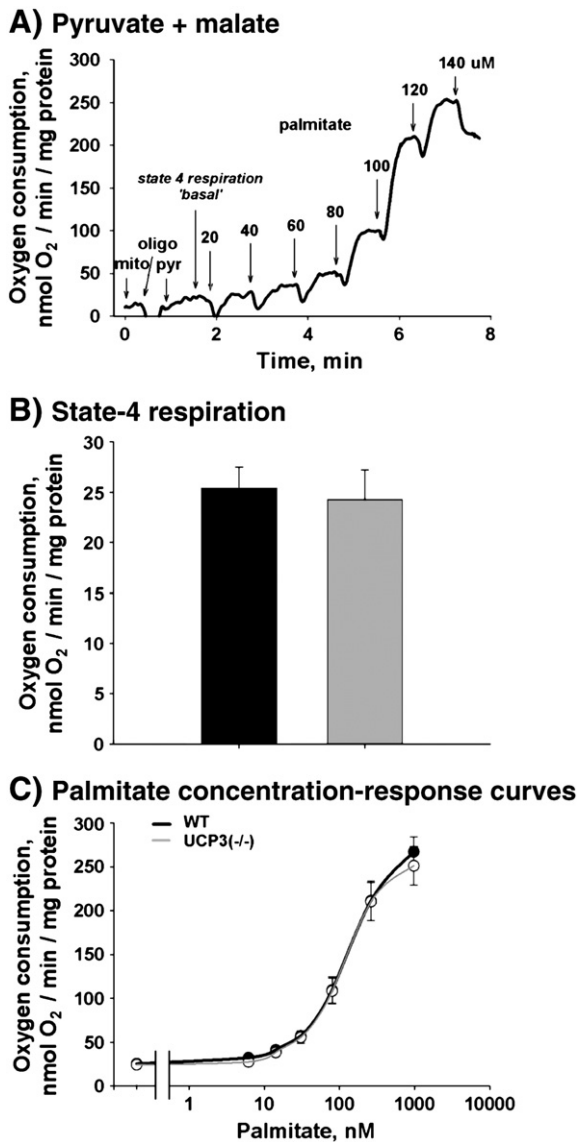 A) Pyruvate + malate
Oxygen consumption,
nmol O₂ / min / mg protein
300
250
200
150
100
50
0
140 uM
120
palmitate
100
state 4 respiration
'basal'
80
60
40
20
oligo
mito pyr
0 2 4 6 8
Time, min
B) State-4 respiration
Oxygen consumption,
nmol O₂ / min / mg protein
30
25
20
15
10
5
0
C) Palmitate concentration-response curves
Oxygen consumption,
nmol O₂ / min / mg protein
300
250
200
150
100
50
0
WT
UCP3(-/-)
1 10 100 1000 10000
Palmitate, nM